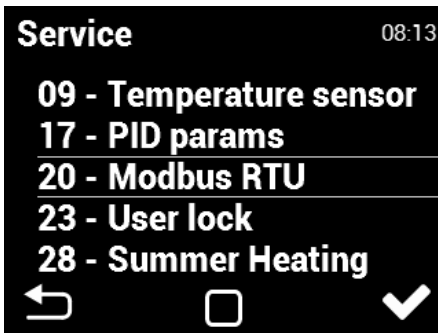 Service 08:13
09 - Temperature sensor
17 - PID params
20 - Modbus RTU
23 - User lock
28 - Summer Heating